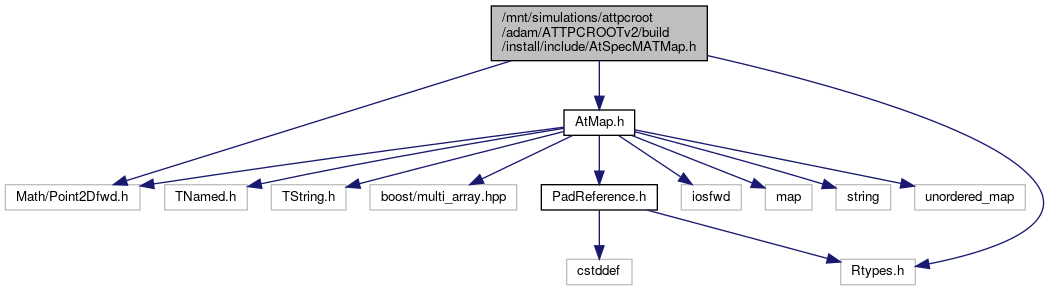 /mnt/simulations/attpcroot
/adam/ATTPCROOTv2/build
/install/include/AtSpecMATMap.h
AtMap.h
Math/Point2Dfwd.h
TNamed.h
TString.h
boost/multi_array.hpp
PadReference.h
iosfwd
map
string
unordered_map
cstddef
Rtypes.h